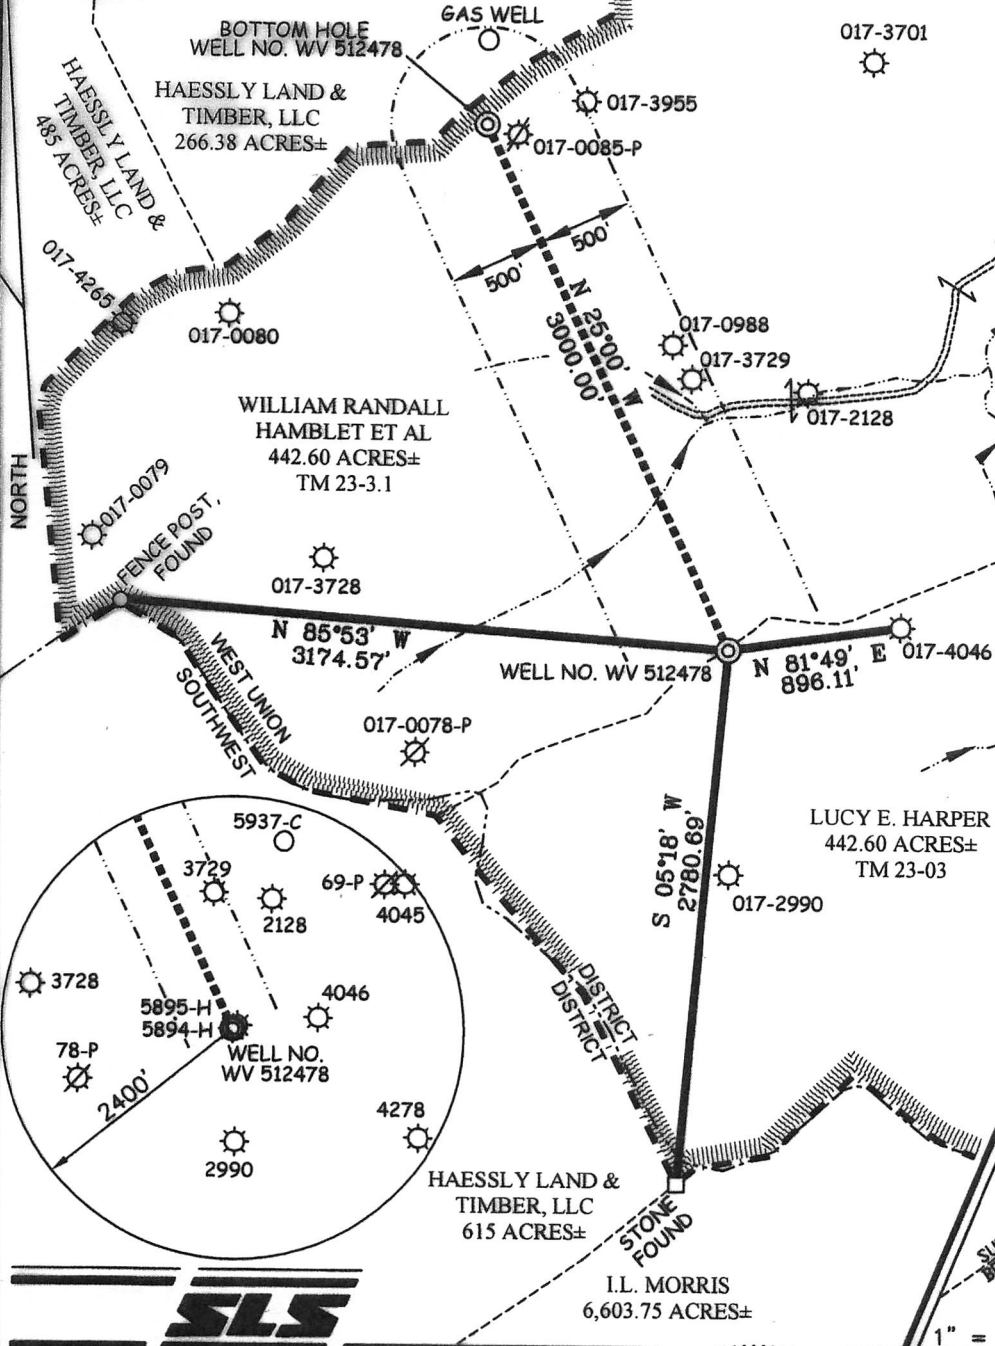 GAS WELL
BOTTOM HOLE
WELL NO. WV 512478
017-3701
HAESSLY LAND &
TIMBER, LLC
485 ACRES±
HAESSLY LAND &
TIMBER, LLC
266.38 ACRES±
017-3955
017-0085-P
500'
500'
017-4265
017-0080
N 25°00' W
3000.00'
017-0988
017-3729
017-2128
WILLIAM RANDALL
HAMBLET ET AL
442.60 ACRES±
TM 23-3.1
NORTH
017-0079
FENCE POST,
FOUND
017-3728
N 85°53' W
3174.57'
WELL NO. WV 512478
N 81°49' E
896.11'
017-4046
WEST UNION
SOUTHWEST
017-0078-P
S 05°18' W
2780.69'
LUCY E. HARPER
442.60 ACRES±
TM 23-03
017-2990
5937-C
3729
69-P
2128
4045
3728
4046
5895-H
5894-H
WELL NO.
WV 512478
78-P
2400'
4278
2990
DISTRICT
DISTRICT
HAESSLY LAND &
TIMBER, LLC
615 ACRES±
STONE
FOUND
I.L. MORRIS
6,603.75 ACRES±
SLS
1" =